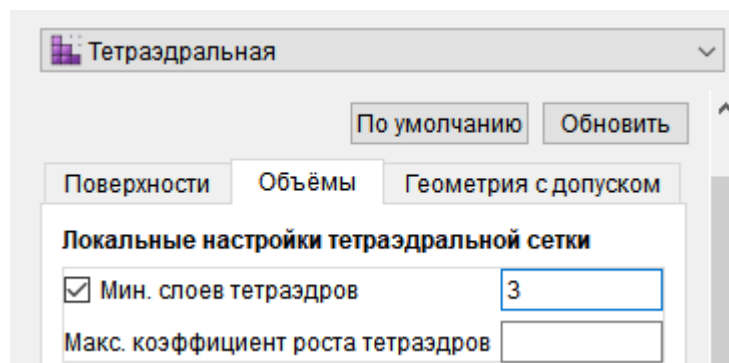 Тетраэдральная
По умолчанию Обновить
Поверхности Объёмы Геометрия с допуском
Локальные настройки тетраэдральной сетки
Мин. слоев тетраэдров 3
Макс. коэффициент роста тетраэдров